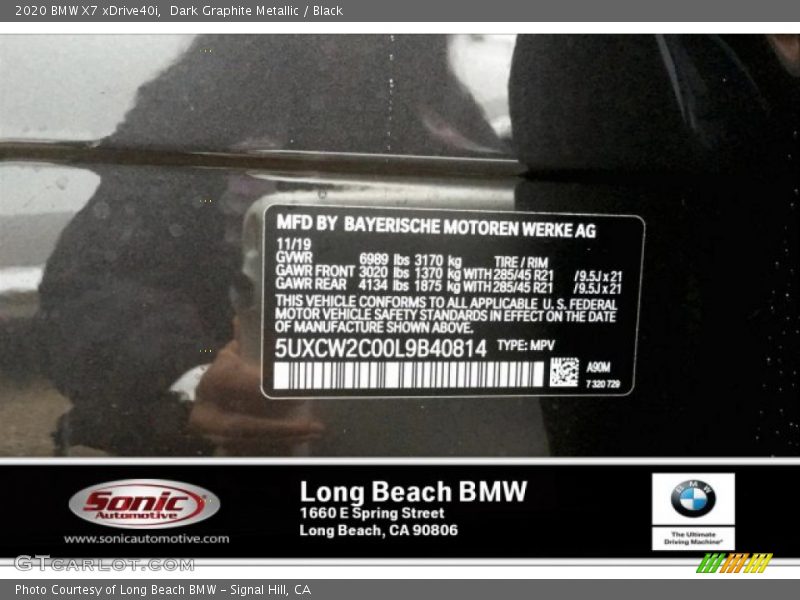 2020 BMW X7 xDrive40i,  Dark Graphite Metallic / Black
MFD BY BAYERISCHE MOTOREN WERKE AG
11/19
GVWR 6989 lbs 3170 kg TIRE / RIM
GAWR FRONT 3020 lbs 1370 kg WITH 285/45 R21 /9.5J x 21
GAWR REAR 4134 lbs 1875 kg WITH 285/45 R21 /9.5J x 21
THIS VEHICLE CONFORMS TO ALL APPLICABLE U.S. FEDERAL
MOTOR VEHICLE SAFETY STANDARDS IN EFFECT ON THE DATE
OF MANUFACTURE SHOWN ABOVE.
5UXCW2C00L9B40814 TYPE: MPV
A90M
7 320 729
Sonic
Automotive
www.sonicautomotive.com
Long Beach BMW
1660 E Spring Street
Long Beach, CA 90806
BMW
The Ultimate
Driving Machine®
GTcarlot.com
Photo Courtesy of Long Beach BMW - Signal Hill, CA